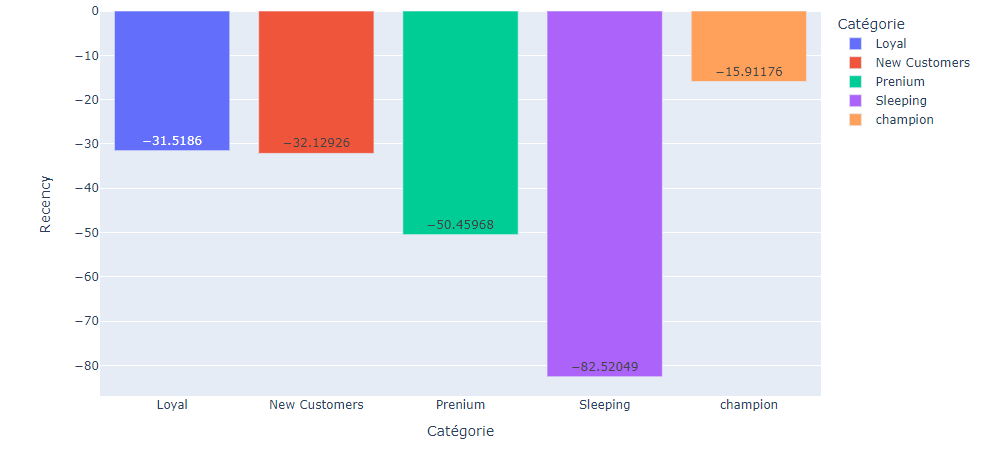 0
−10
−20
−30
−40
−50
−60
−70
−80
Recency
−31.5186
−32.12926
−50.45968
−82.52049
−15.91176
Loyal
New Customers
Prenium
Sleeping
champion
Catégorie
Catégorie
Loyal
New Customers
Prenium
Sleeping
champion